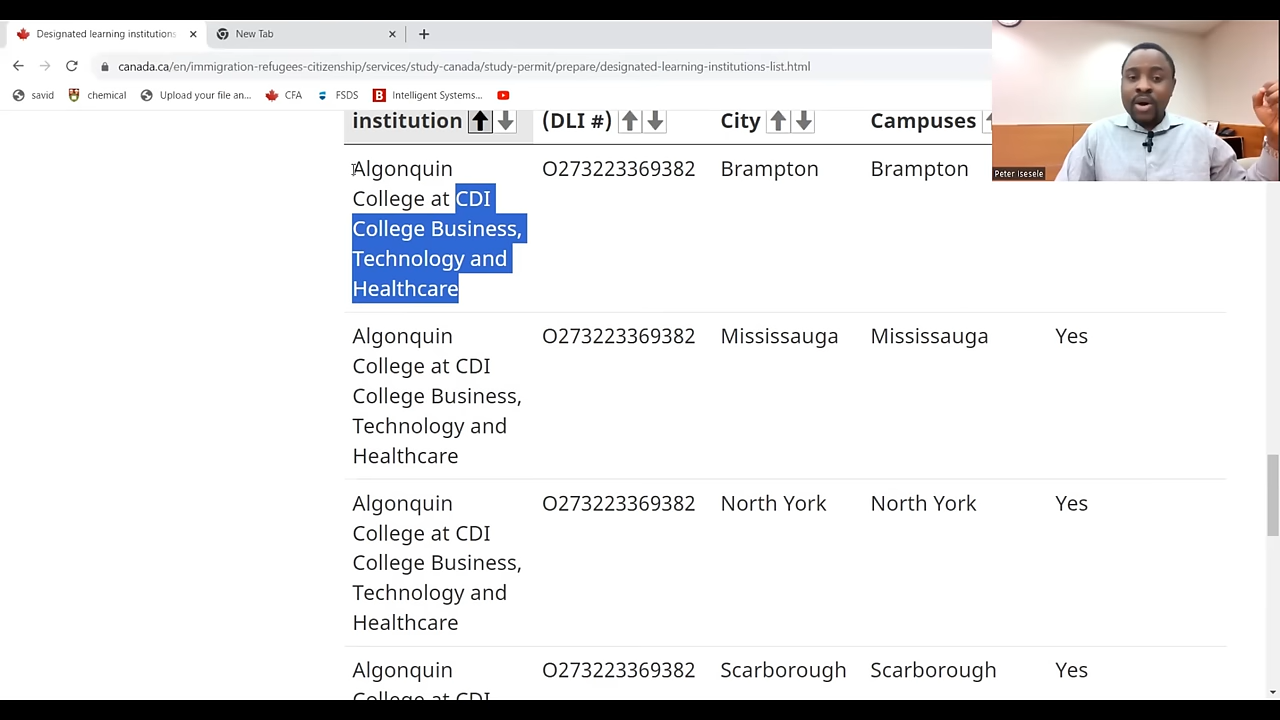 Designated learning institutions
New Tab
canada.ca/en/immigration-refugees-citizenship/services/study-canada/study-permit/prepare/designated-learning-institutions-list.html
savid chemical Upload your file an... CFA FSDS B Intelligent Systems...
institution (DLI #) City Campuses
Algonquin O273223369382 Brampton Brampton
College at CDI
College Business,
Technology and
Healthcare
Algonquin O273223369382 Mississauga Mississauga Yes
College at CDI
College Business,
Technology and
Healthcare
Algonquin O273223369382 North York North York Yes
College at CDI
College Business,
Technology and
Healthcare
Algonquin O273223369382 Scarborough Scarborough Yes
College at CDI
Peter Isesele